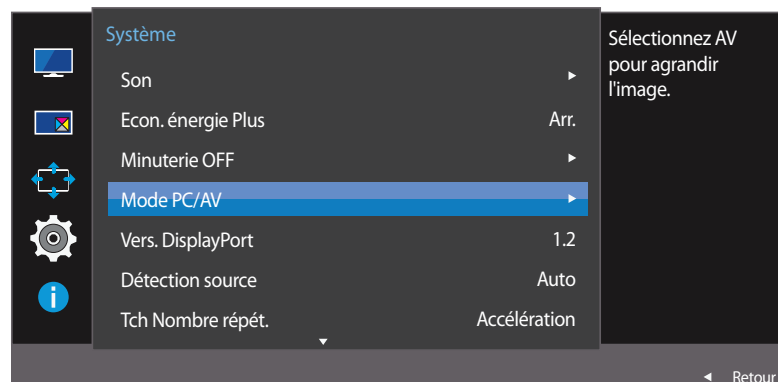 Système
Son
Econ. énergie Plus Arr.
Minuterie OFF
Mode PC/AV
Vers. DisplayPort 1.2
Détection source Auto
Tch Nombre répét. Accélération
Sélectionnez AV
pour agrandir
l'image.
Retour